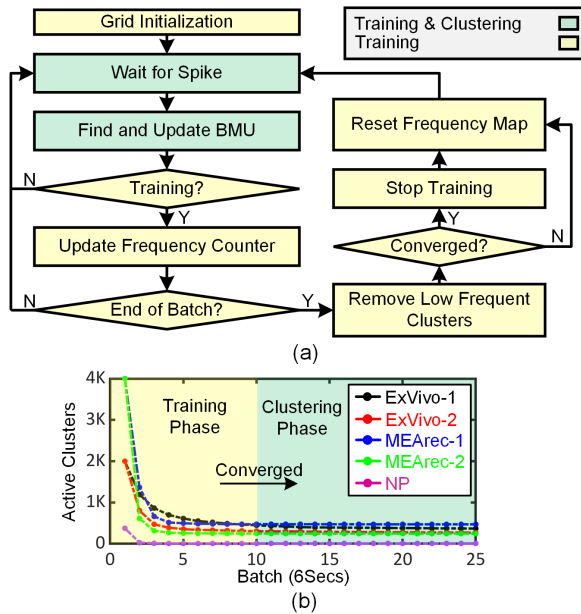 Grid Initialization
Training & Clustering
Training
Wait for Spike
Find and Update BMU
Reset Frequency Map
N
Training?
Stop Training
Y
Y
Update Frequency Counter
Converged?
N
N
End of Batch?
Y
Remove Low Frequent
Clusters
(a)
4K
3K
2K
1K
0
Active Clusters
Training
Phase
Clustering
Phase
Converged
ExVivo-1
ExVivo-2
MEArec-1
MEArec-2
NP
0
5
10
15
20
25
Batch (6Secs)
(b)